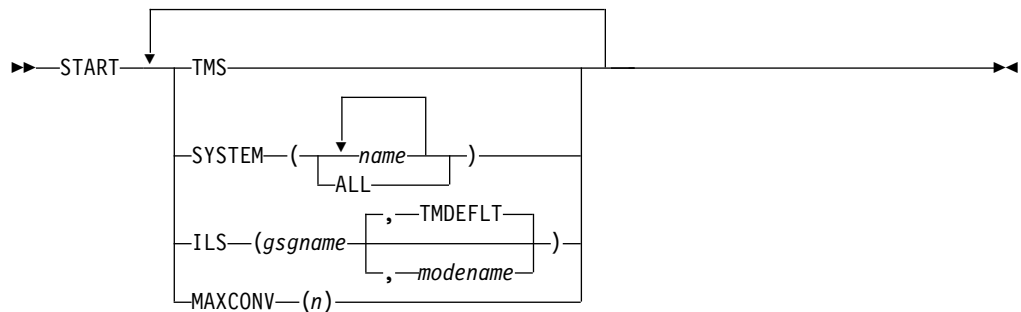 START TMS
SYSTEM ( name )
ALL
, TMDEFLT
ILS (gsgname )
, modename
MAXCONV (n)